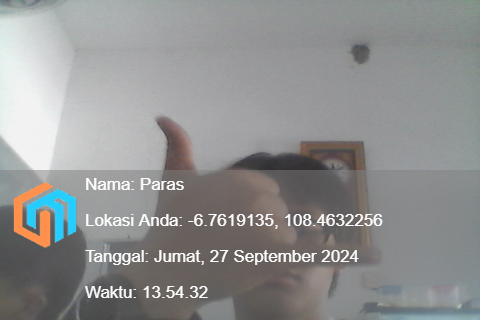 Nama: Paras
Lokasi Anda: -6.7619135, 108.4632256
Tanggal: Jumat, 27 September 2024
Waktu: 13.54.32